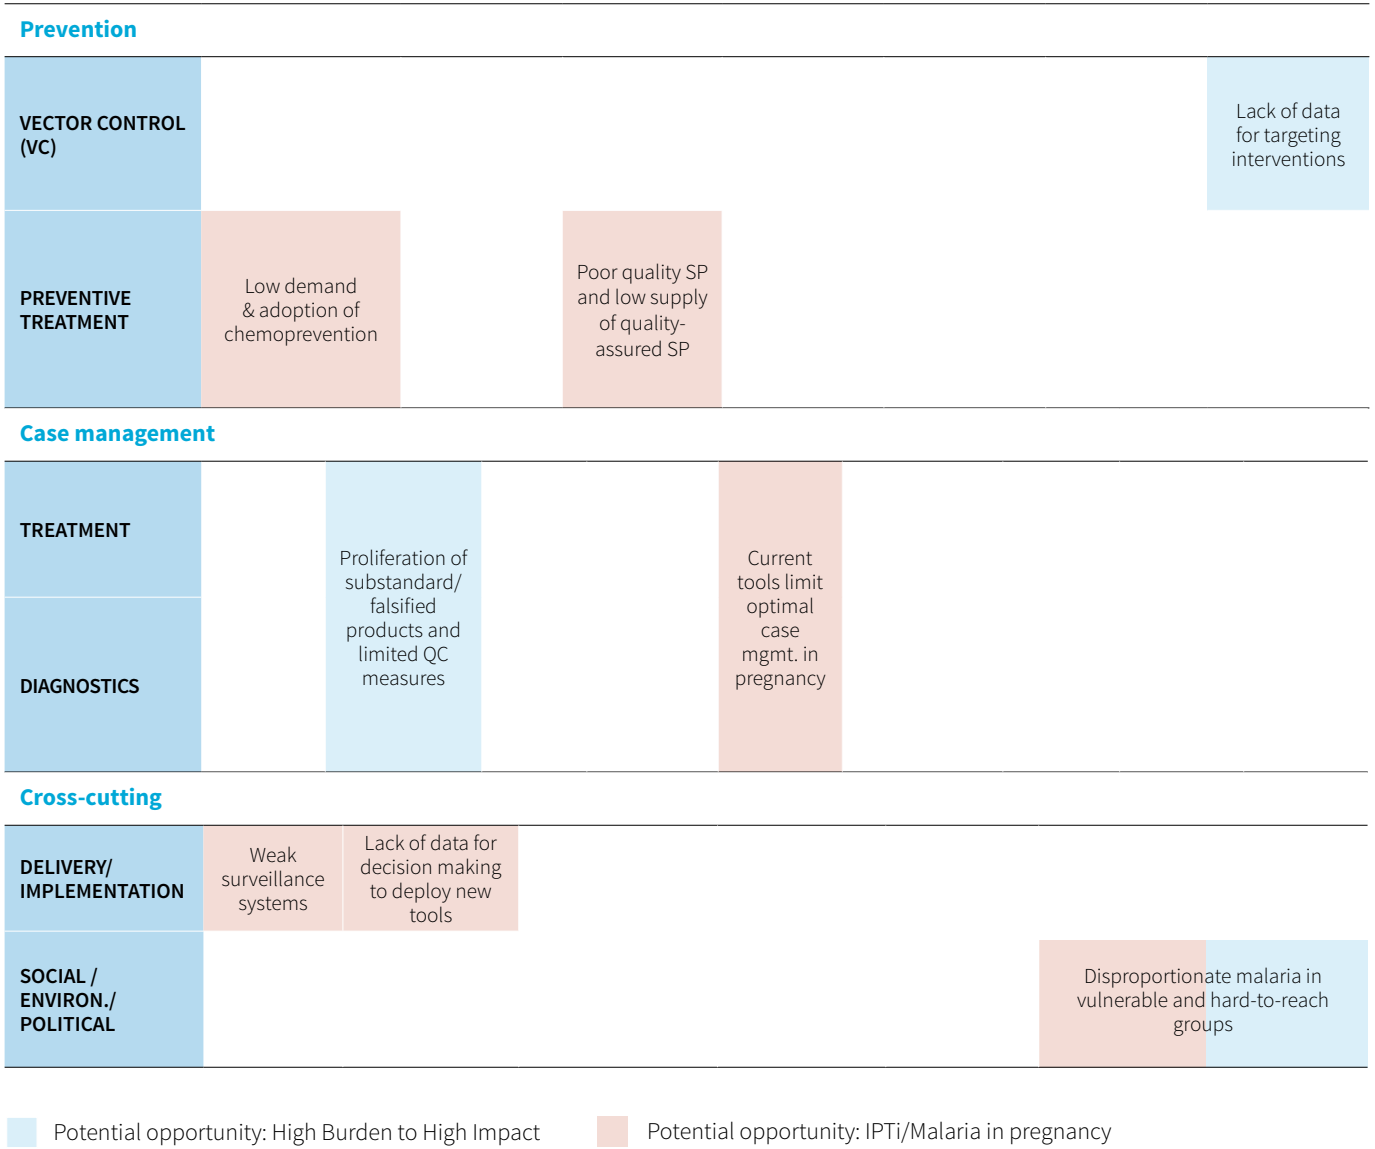 Prevention
VECTOR CONTROL
(VC)
Lack of data
for targeting
interventions
PREVENTIVE
TREATMENT
Low demand
& adoption of
chemoprevention
Poor quality SP
and low supply
of quality-
assured SP
Case management
TREATMENT
DIAGNOSTICS
Proliferation of
substandard/
falsified
products and
limited QC
measures
Current
tools limit
optimal
case
mgmt. in
pregnancy
Cross-cutting
DELIVERY/
IMPLEMENTATION
Weak
surveillance
systems
Lack of data for
decision making
to deploy new
tools
SOCIAL /
ENVIRON./
POLITICAL
Disproportionate malaria in
vulnerable and hard-to-reach
groups
Potential opportunity: High Burden to High Impact
Potential opportunity: IPTi/Malaria in pregnancy